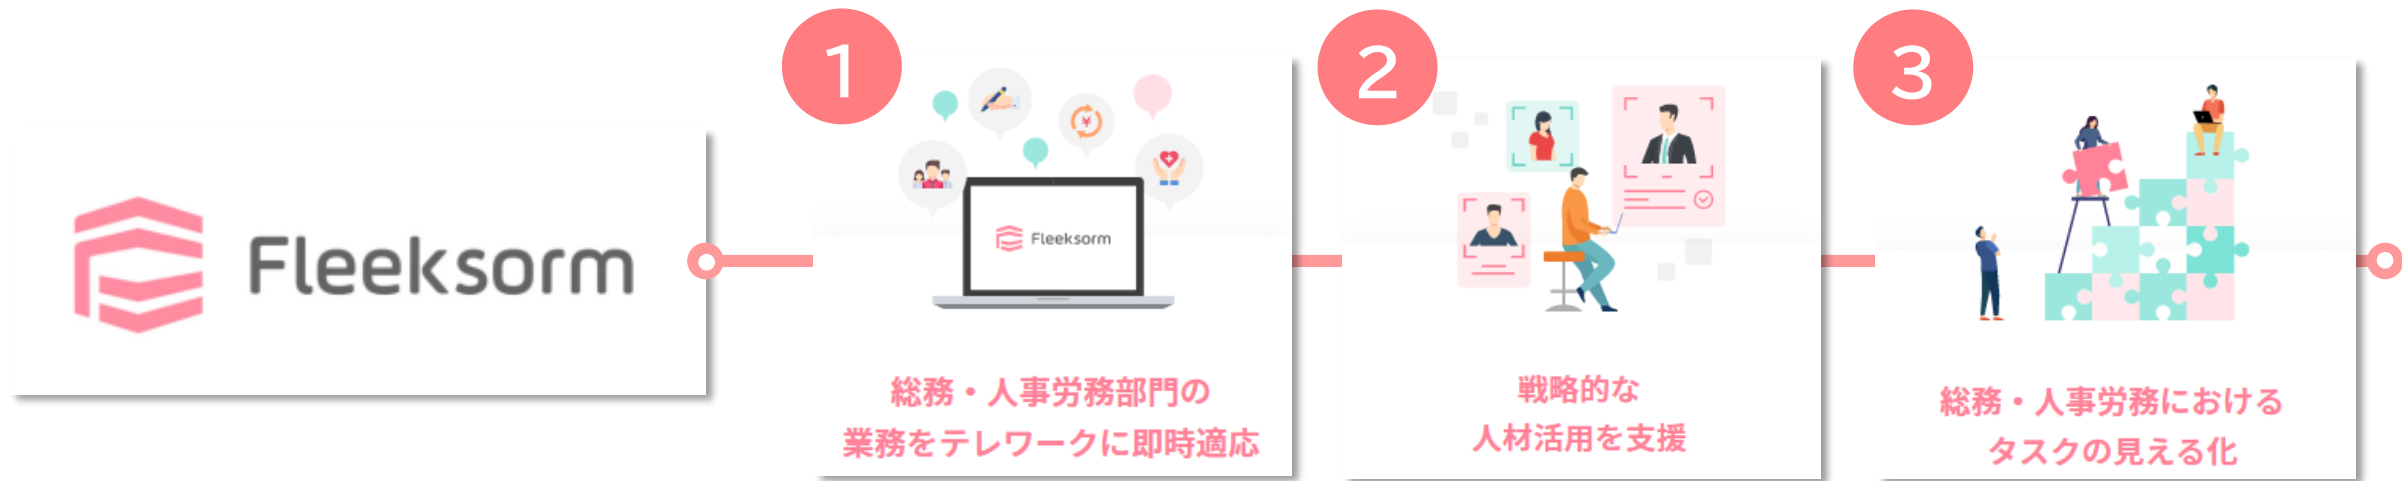 Fleeksorm
1
Fleeksorm
総務・人事労務部門の
業務をテレワークに即時適応
2
戦略的な
人材活用を支援
3
総務・人事労務における
タスクの見える化